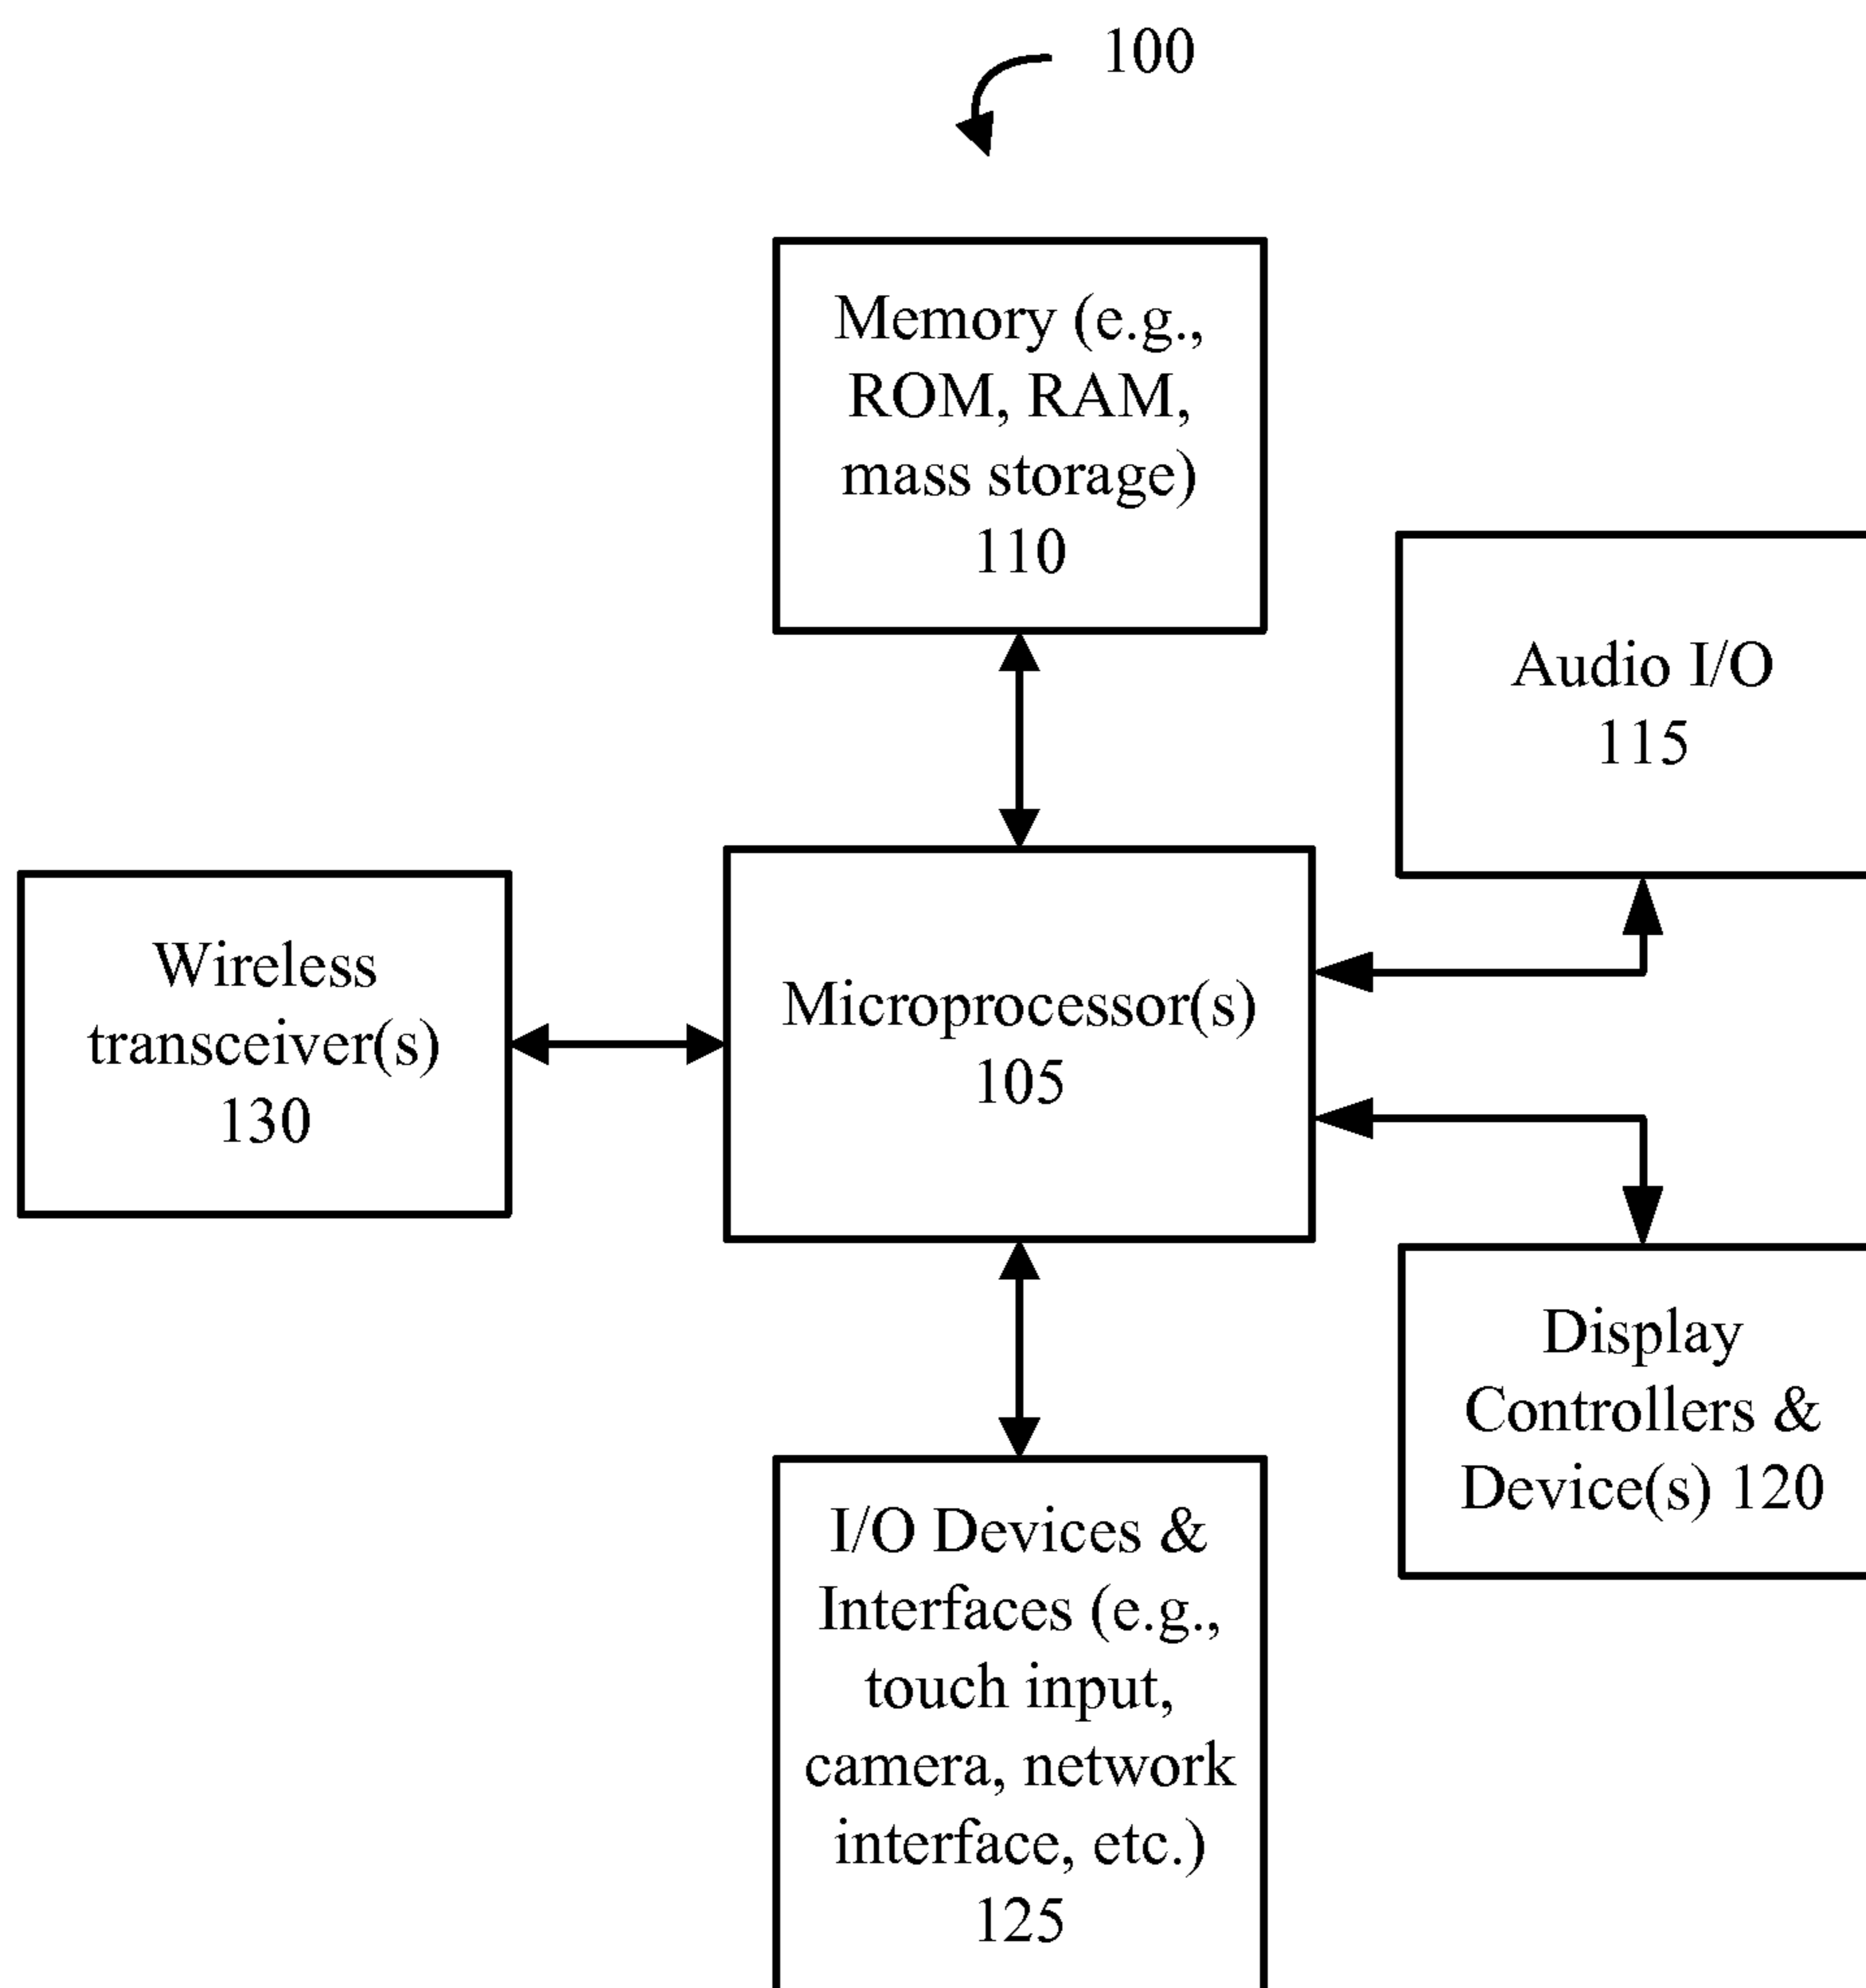 100
Memory (e.g.,
ROM, RAM,
mass storage)
110
Audio I/O
115
Wireless
transceiver(s)
130
Microprocessor(s)
105
Display
Controllers &
Device(s) 120
I/O Devices &
Interfaces (e.g.,
touch input,
camera, network
interface, etc.)
125